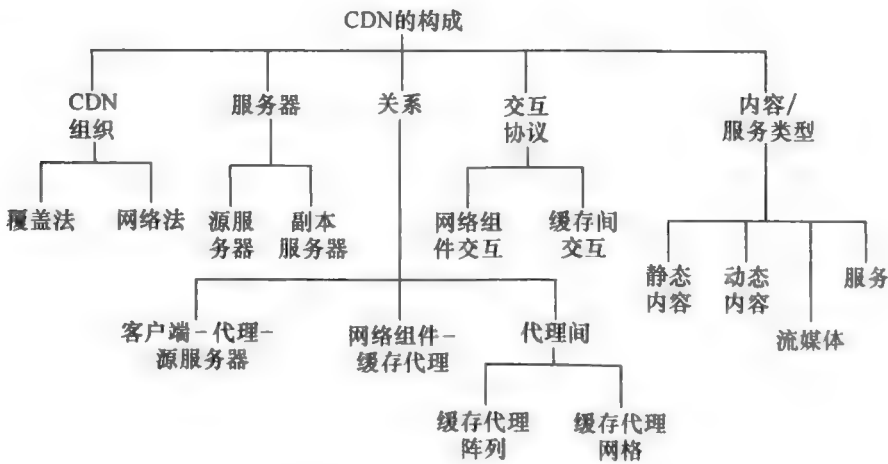 CDN的构成
CDN
组织
服务器
关系
交互
协议
内容/
服务类型
覆盖法
网络法
源服
务器
副本
服务器
网络组
件交互
缓存间
交互
静态
内容
动态
内容
流媒体
服务
客户端-代理-
源服务器
网络组件-
缓存代理
代理间
缓存代理
阵列
缓存代理
网格